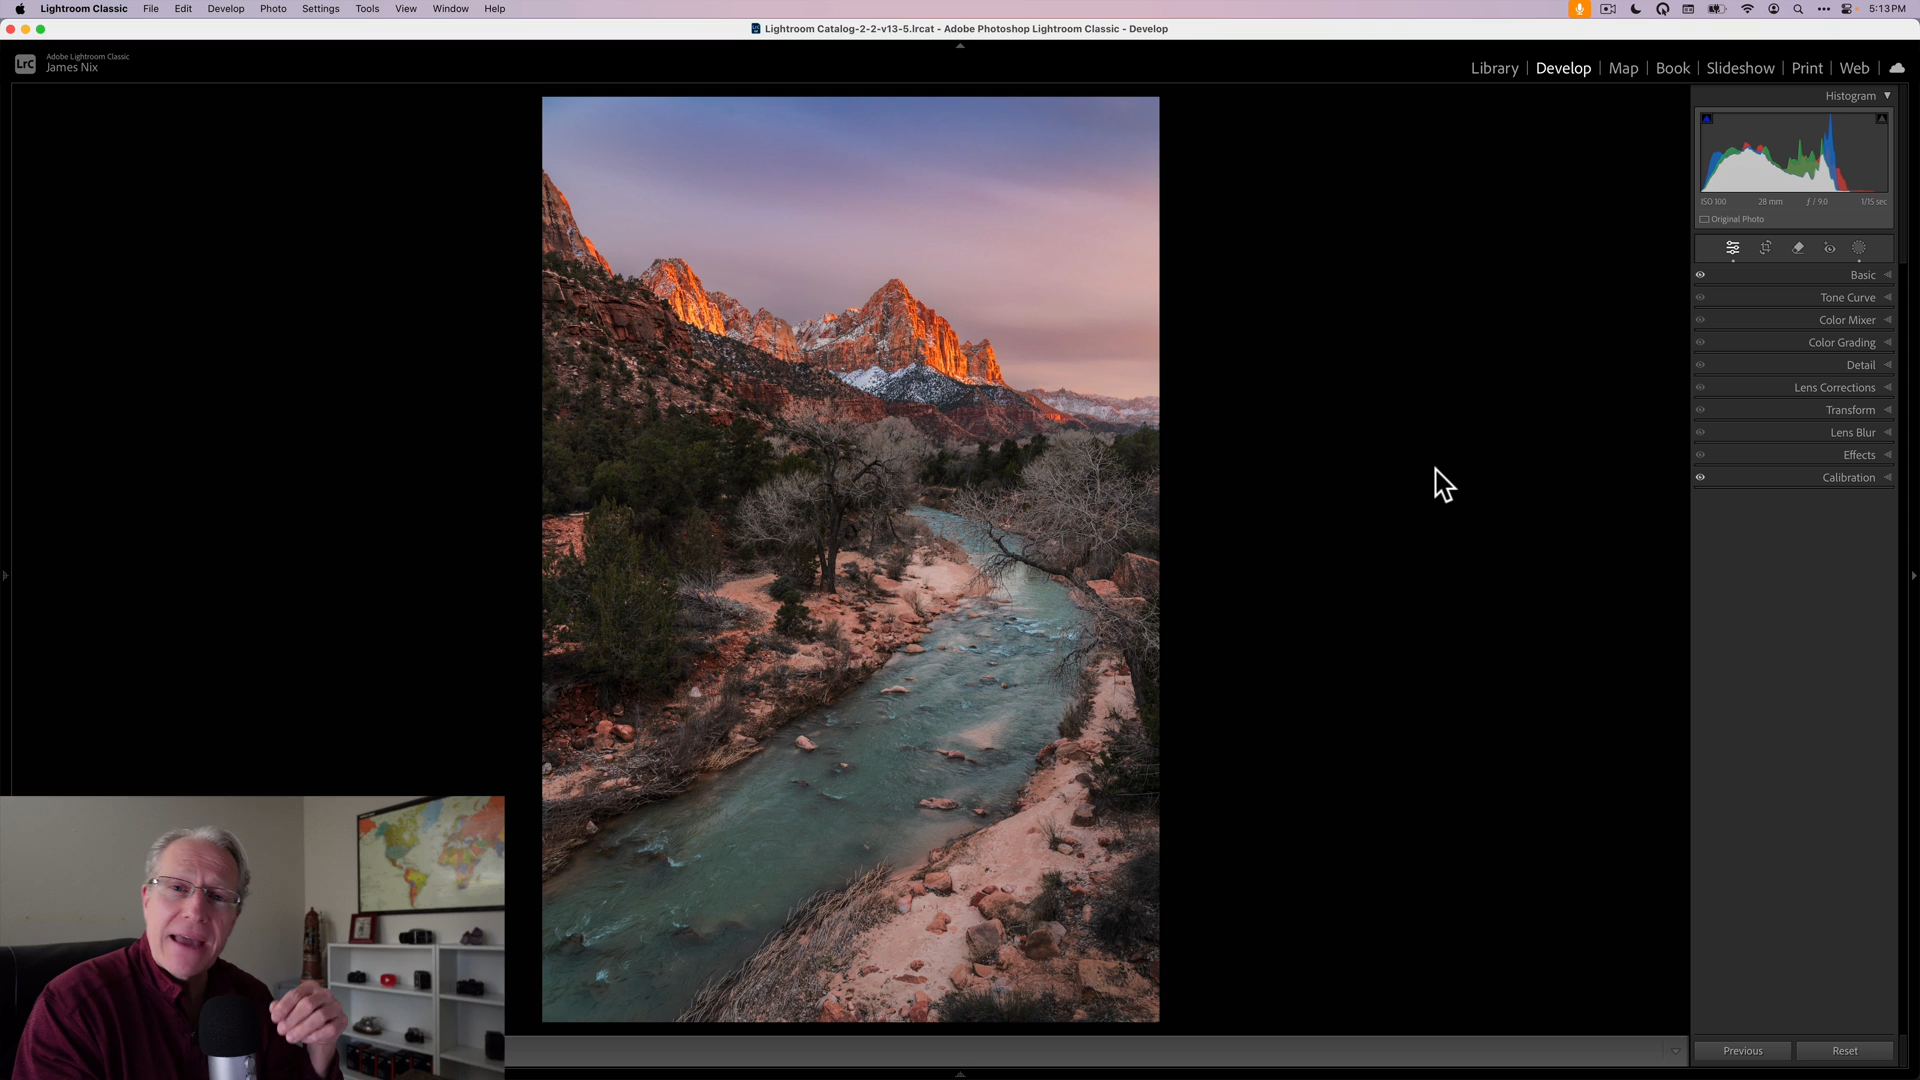 Lightroom Classic File Edit Develop Photo Settings Tools View Window Help 5:13 PM
Lightroom Catalog-2-2-v13-5.lrcat - Adobe Photoshop Lightroom Classic - Develop
LrC
Adobe Lightroom Classic
James Nix
Library | Develop | Map | Book | Slideshow | Print | Web
Histogram
ISO 100 28 mm ƒ / 9.0 1/15 sec
Original Photo
Basic
Tone Curve
Color Mixer
Color Grading
Detail
Lens Corrections
Transform
Lens Blur
Effects
Calibration
Previous Reset